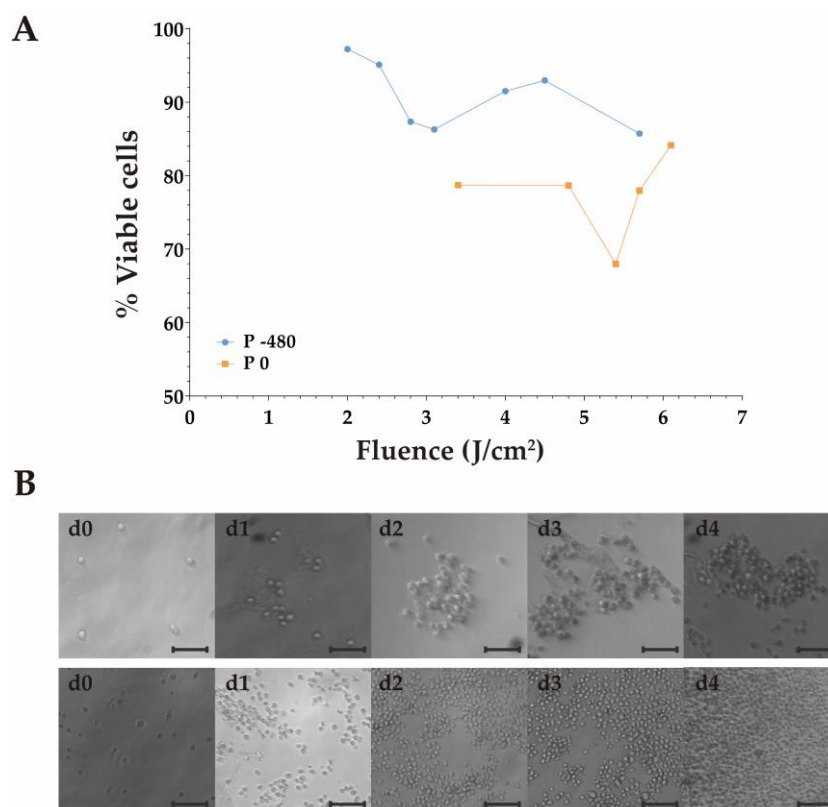 A
100
90
80
70
60
50
% Viable cells
P -480
P 0
0 1 2 3 4 5 6 7
Fluence (J/cm²)
B
d0 d1 d2 d3 d4
d0 d1 d2 d3 d4